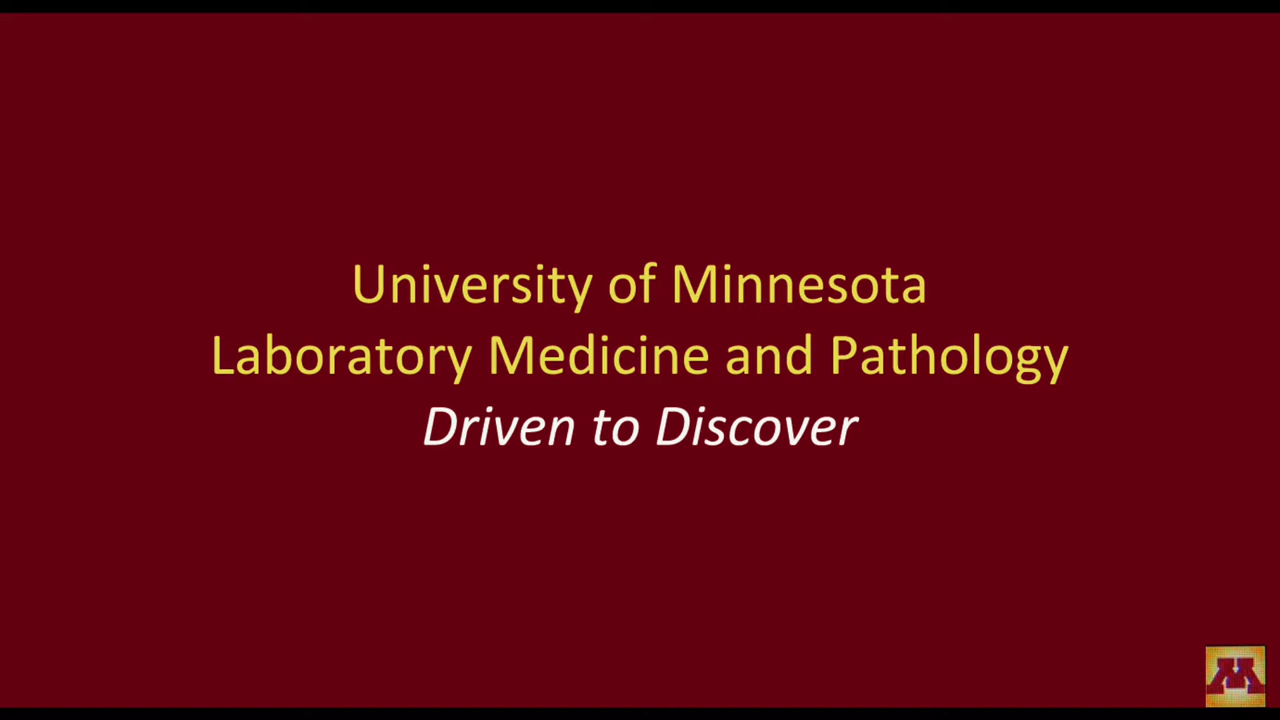 University of Minnesota
Laboratory Medicine and Pathology
Driven to Discover
M